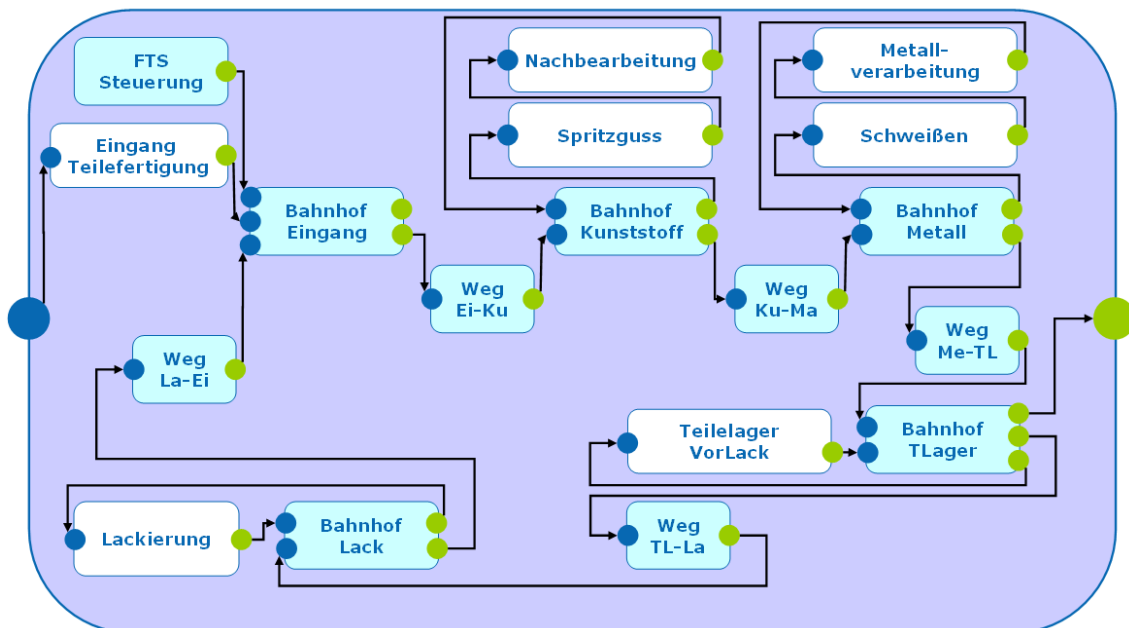 FTS
Steuerung
Nachbearbeitung
Metall-
verarbeitung
Eingang
Teilefertigung
Spritzguss
Schweißen
Bahnhof
Eingang
Bahnhof
Kunststoff
Bahnhof
Metall
Weg
Ei-Ku
Weg
Ku-Ma
Weg
Me-TL
Weg
La-Ei
Teilelager
VorLack
Bahnhof
TLager
Lackierung
Bahnhof
Lack
Weg
TL-La